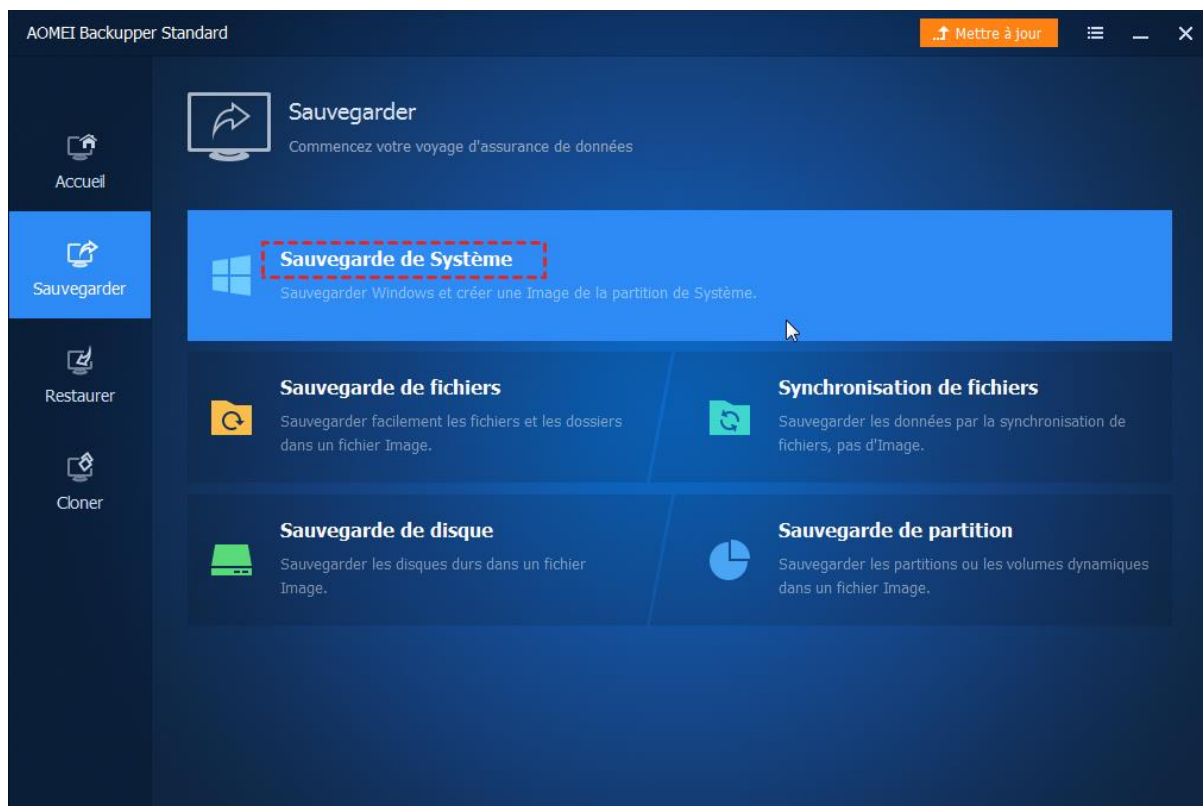 AOMEI Backupper Standard
Mettre à jour
Sauvegarder
Commencez votre voyage d'assurance de données
Accueil
Sauvegarder
Restaurer
Cloner
Sauvegarde de Système
Sauvegarder Windows et créer une Image de la partition de Système.
Sauvegarde de fichiers
Sauvegarder facilement les fichiers et les dossiers
dans un fichier Image.
Synchronisation de fichiers
Sauvegarder les données par la synchronisation de
fichiers, pas d'Image.
Sauvegarde de disque
Sauvegarder les disques durs dans un fichier
Image.
Sauvegarde de partition
Sauvegarder les partitions ou les volumes dynamiques
dans un fichier Image.